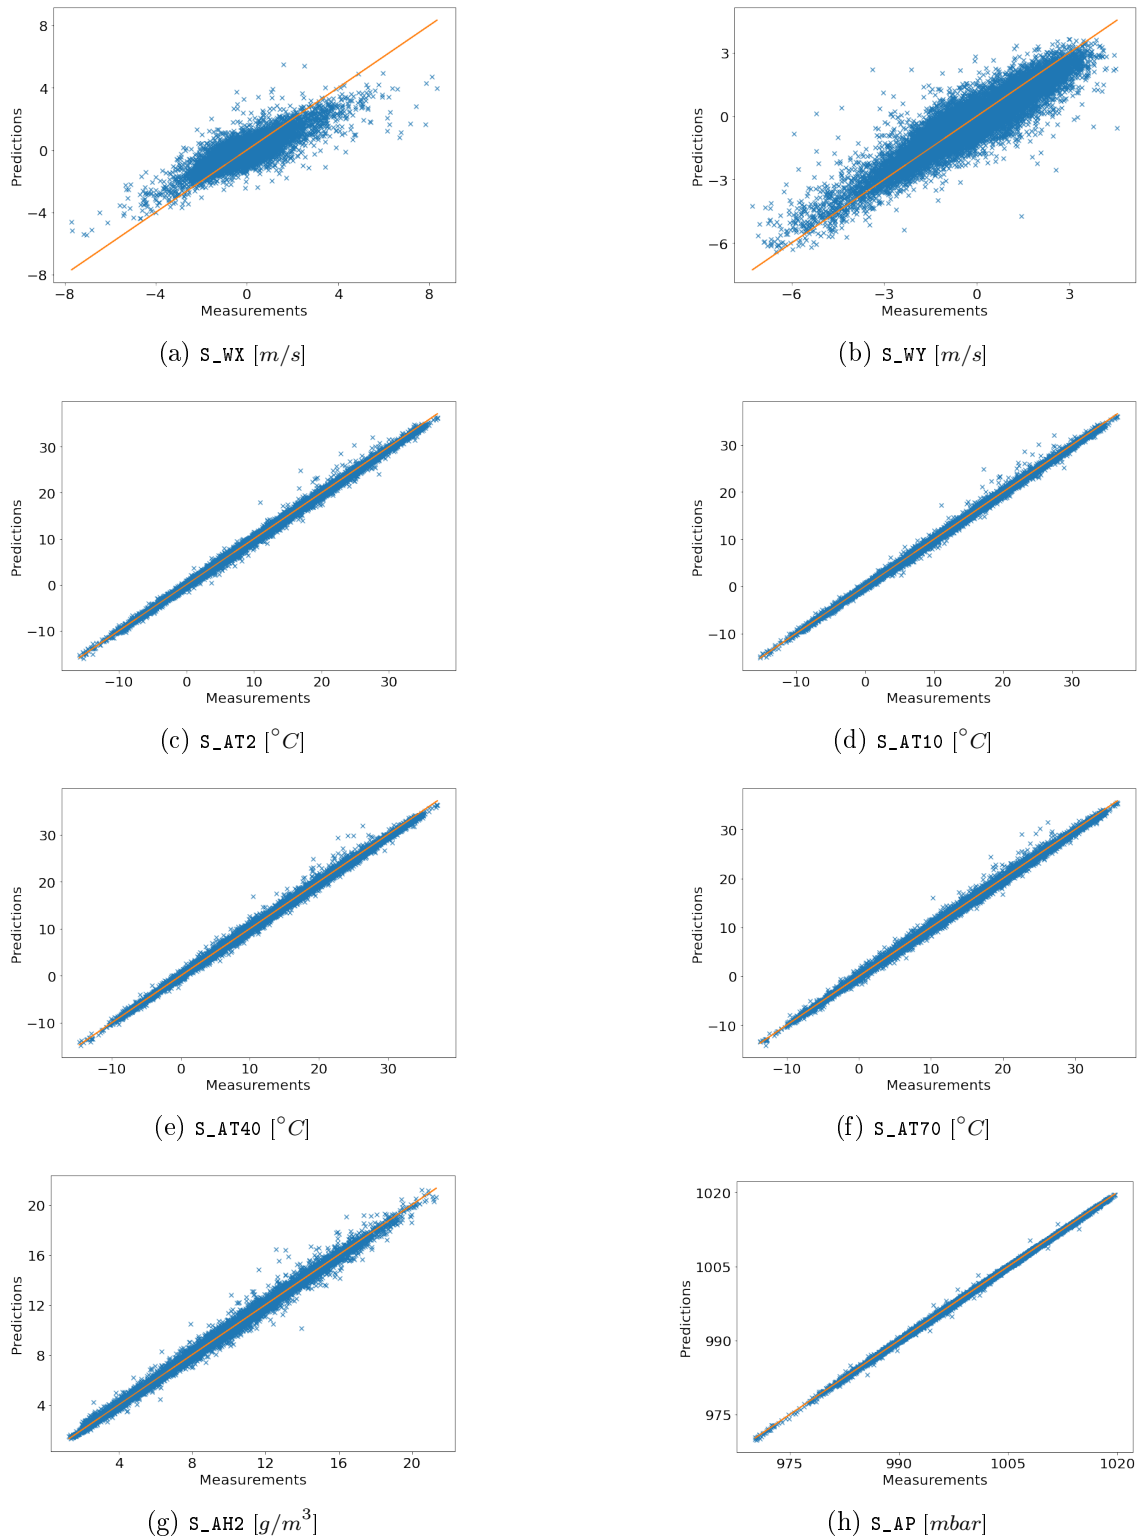 8
4
0
−4
−8
−8 −4 0 4 8
Predictions
Measurements
(a) S_WX [m/s]
3
0
−3
−6
−6 −3 0 3
Predictions
Measurements
(b) S_WY [m/s]
30
20
10
0
−10
−10 0 10 20 30
Predictions
Measurements
(c) S_AT2 [°C]
30
20
10
0
−10
−10 0 10 20 30
Predictions
Measurements
(d) S_AT10 [°C]
30
20
10
0
−10
−10 0 10 20 30
Predictions
Measurements
(e) S_AT40 [°C]
30
20
10
0
−10
−10 0 10 20 30
Predictions
Measurements
(f) S_AT70 [°C]
20
16
12
8
4
4 8 12 16 20
Predictions
Measurements
(g) S_AH2 [g/m³]
1020
1005
990
975
975 990 1005 1020
Predictions
Measurements
(h) S_AP [mbar]